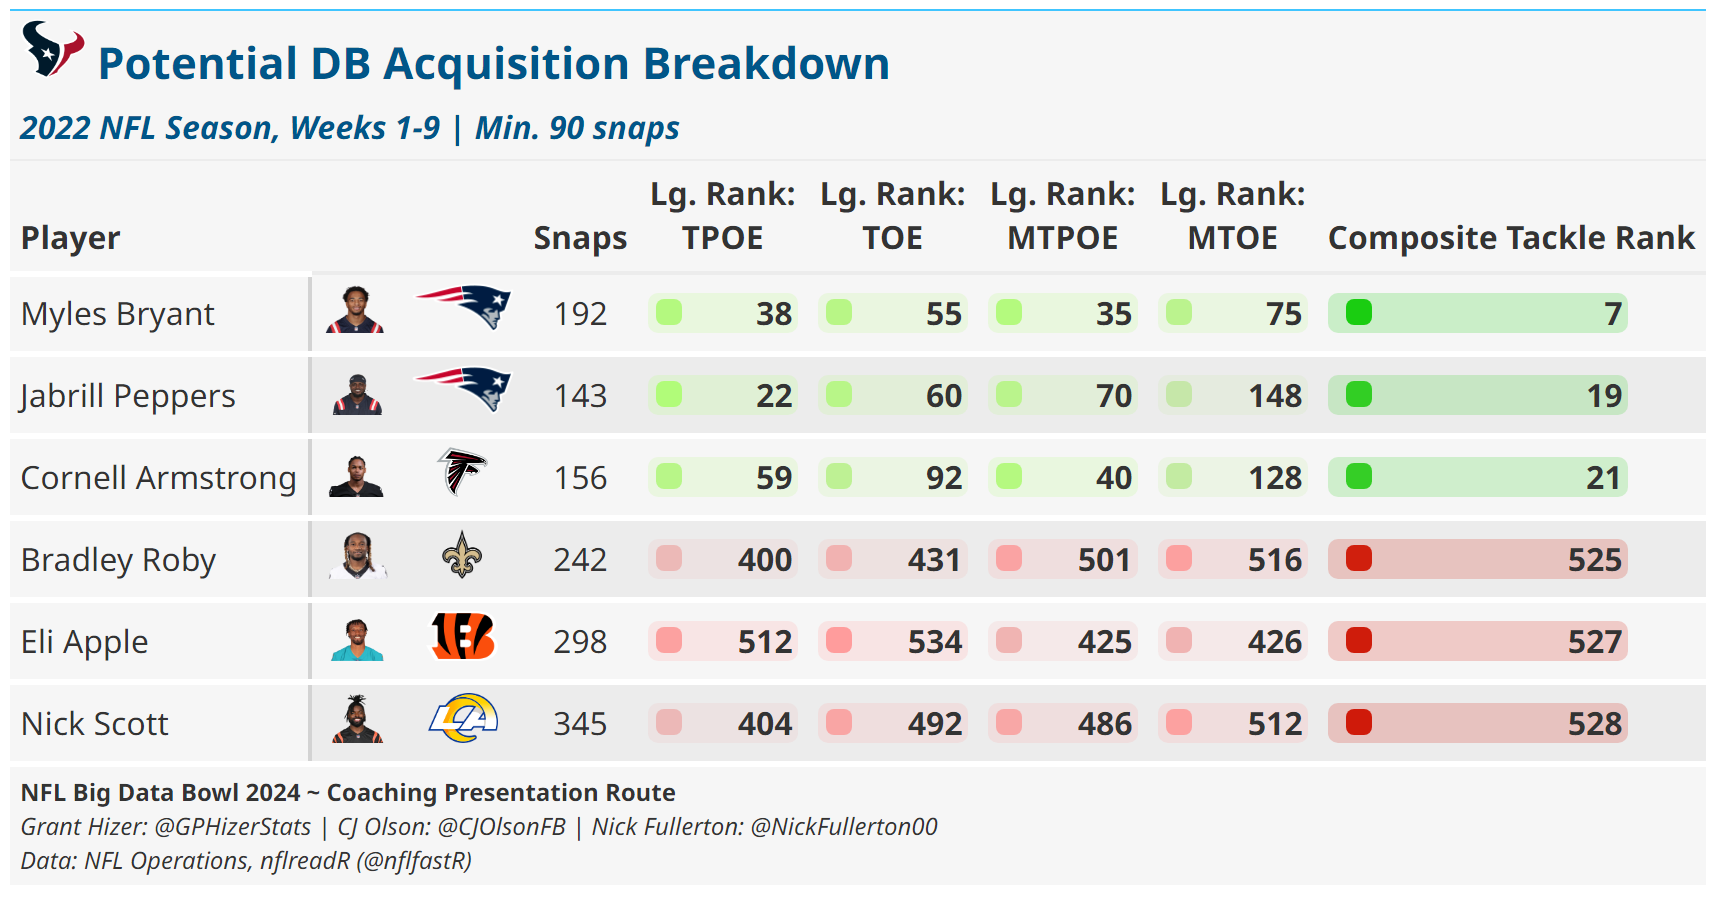 Potential DB Acquisition Breakdown
2022 NFL Season, Weeks 1-9 | Min. 90 snaps
Player Snaps Lg. Rank: TPOE Lg. Rank: TOE Lg. Rank: MTPOE Lg. Rank: MTOE Composite Tackle Rank
Myles Bryant 192 38 55 35 75 7
Jabrill Peppers 143 22 60 70 148 19
Cornell Armstrong 156 59 92 40 128 21
Bradley Roby 242 400 431 501 516 525
Eli Apple 298 512 534 425 426 527
Nick Scott 345 404 492 486 512 528
NFL Big Data Bowl 2024 ~ Coaching Presentation Route
Grant Hizer: @GPHizerStats | CJ Olson: @CJOlsonFB | Nick Fullerton: @NickFullerton00
Data: NFL Operations, nflreadR (@nflfastR)